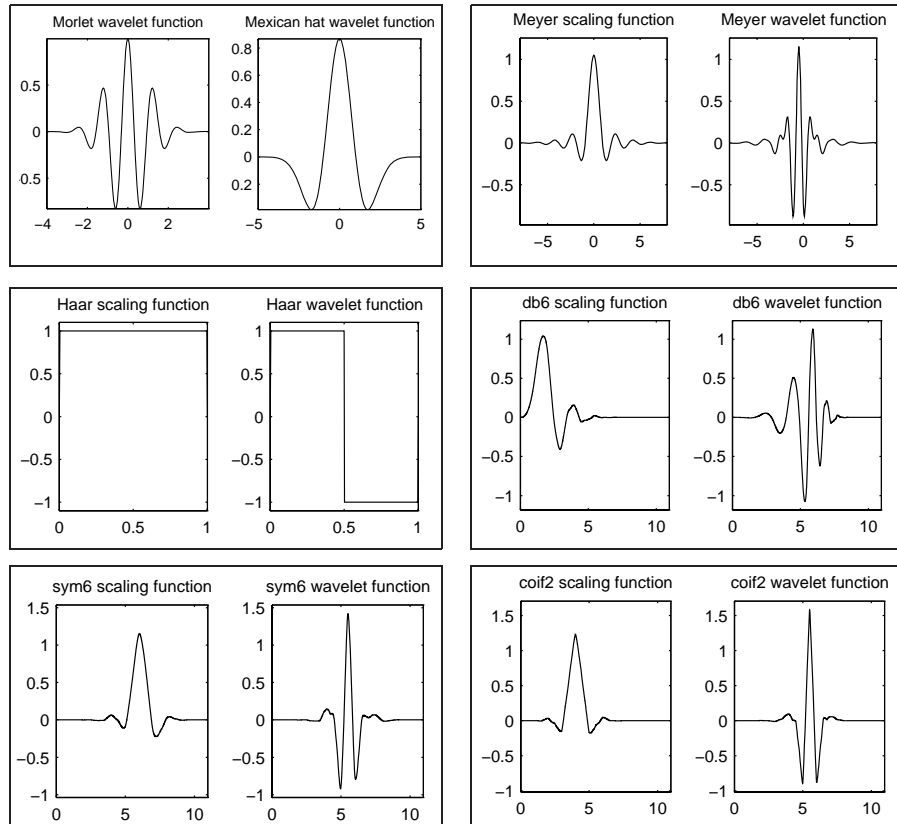 Morlet wavelet function
0.5
0
0.5
−4 −2 0 2
Mexican hat wavelet function
0.8
0.6
0.4
0.2
0
0.2
−5 0 5
Meyer scaling function
1
0.5
0
−0.5
−5 0 5
Meyer wavelet function
1
0.5
0
−0.5
−5 0 5
Haar scaling function
1
0.5
0
−0.5
−1
0 0.5 1
Haar wavelet function
1
0.5
0
−0.5
−1
0 0.5 1
db6 scaling function
1
0.5
0
−0.5
−1
0 5 10
db6 wavelet function
1
0.5
0
−0.5
−1
0 5 10
sym6 scaling function
1.5
1
0.5
0
−0.5
−1
0 5 10
sym6 wavelet function
1.5
1
0.5
0
−0.5
−1
0 5 10
coif2 scaling function
1.5
1
0.5
0
−0.5
−1
0 5 10
coif2 wavelet function
1.5
1
0.5
0
−0.5
−1
0 5 10